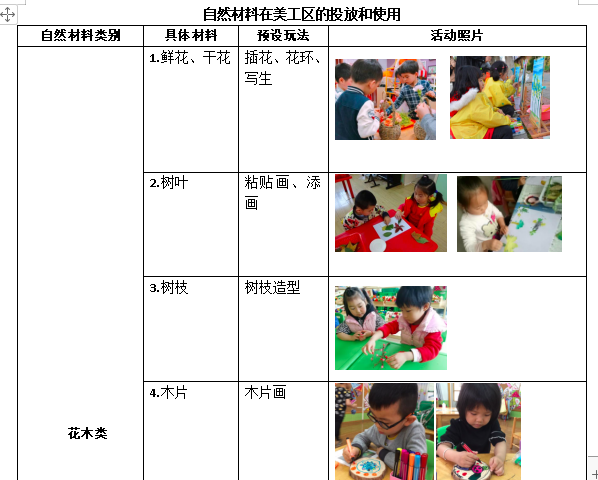 自然材料在美工区的投放和使用
自然材料类别 具体材料 预设玩法 活动照片
1.鲜花、干花 插花、花环、
写生
2.树叶 粘贴画、添
画
3.树枝 树枝造型
4.木片 木片画
花木类